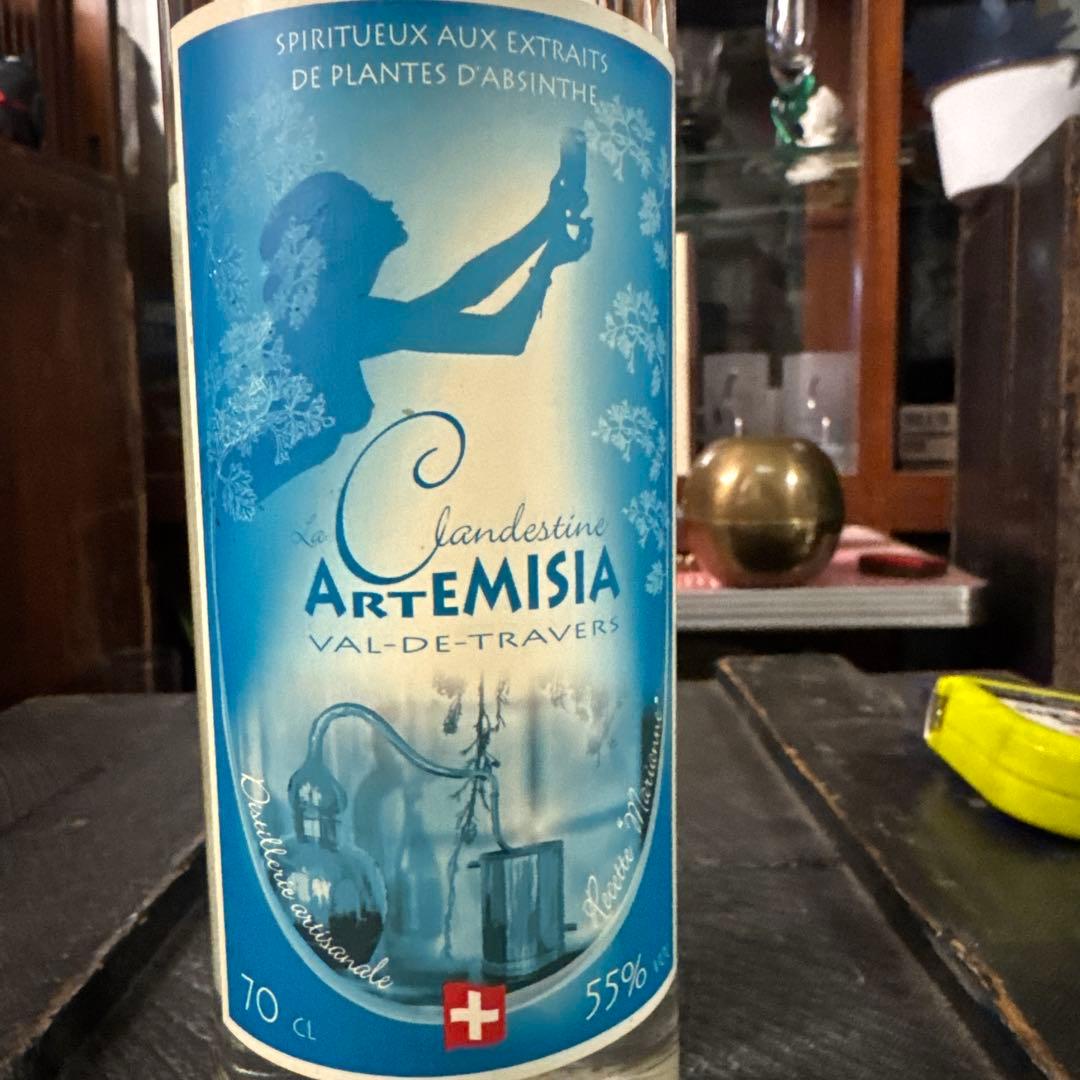 SPIRITUEUX AUX EXTRAITS
DE PLANTES D'ABSINTHE
La Clandestine
ARTEMISIA
VAL-DE-TRAVERS
Distillerie artisanale
Recette "Marianne"
70 CL
55%